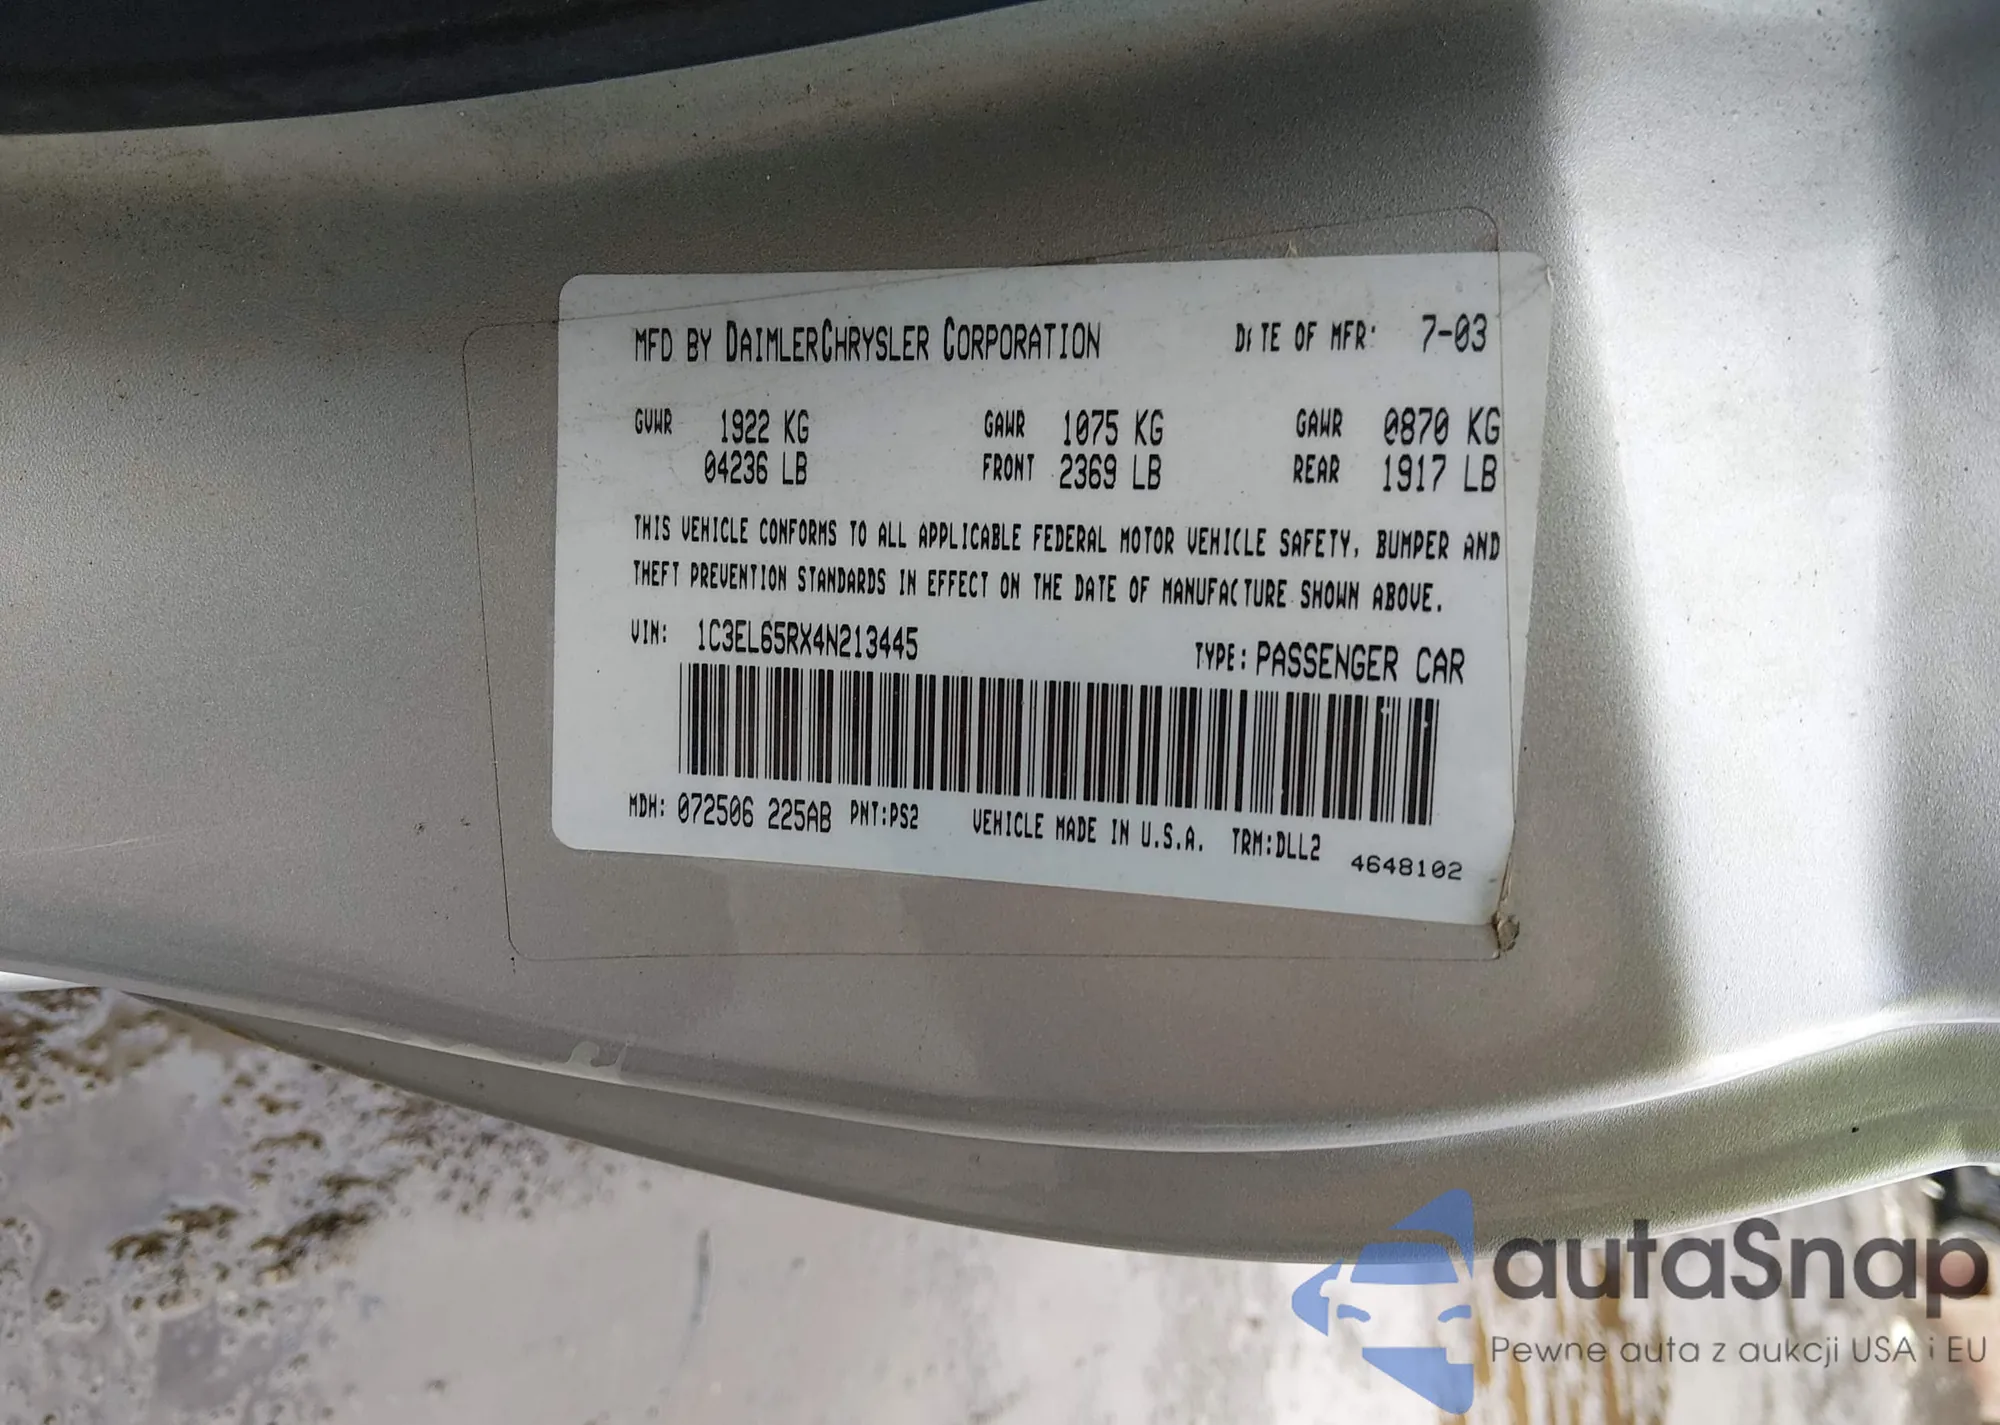 MFD BY DAIMLERCHRYSLER CORPORATION DATE OF MFR: 7-03
GVWR 1922 KG GAWR 1075 KG GAWR 0870 KG
04236 LB FRONT 2369 LB REAR 1917 LB
THIS VEHICLE CONFORMS TO ALL APPLICABLE FEDERAL MOTOR VEHICLE SAFETY, BUMPER AND
THEFT PREVENTION STANDARDS IN EFFECT ON THE DATE OF MANUFACTURE SHOWN ABOVE.
VIN: 1C3EL65RX4N213445 TYPE: PASSENGER CAR
MDH: 072506 225AB PNT:PS2 VEHICLE MADE IN U.S.A. TRM:DLL2
4648102
autaSnap
Pewne auta z aukcji USA i EU